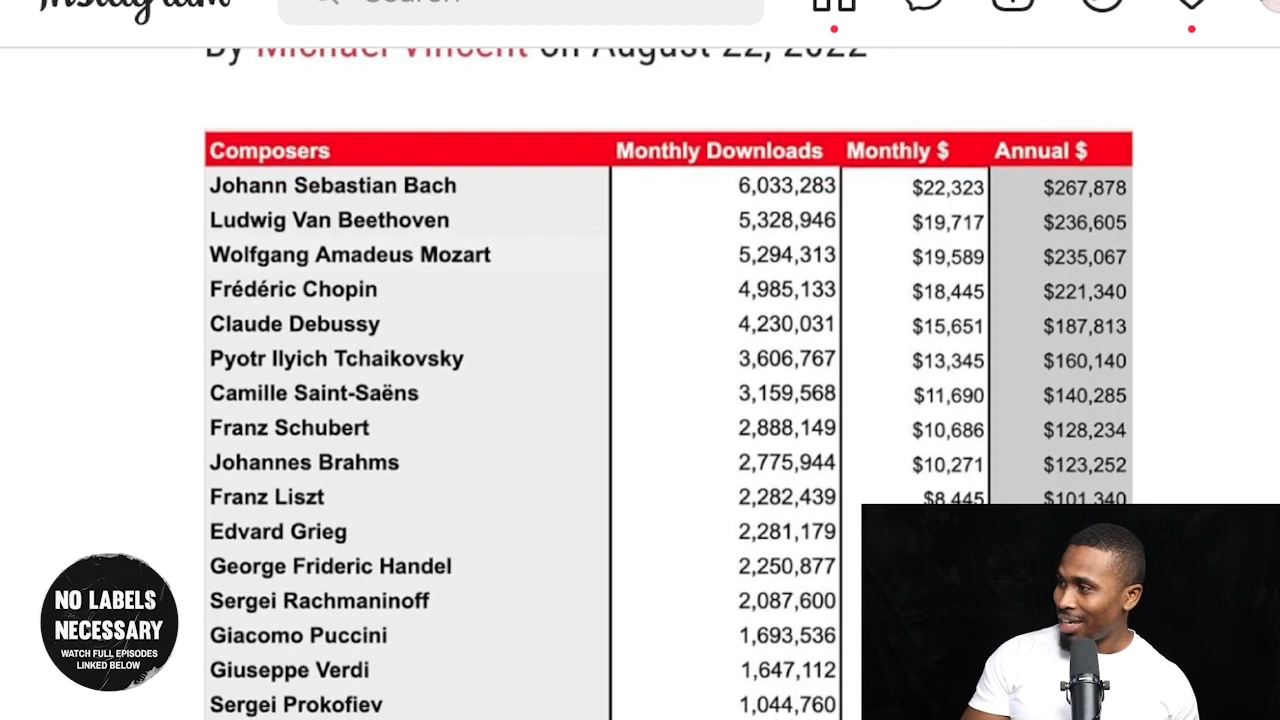 Instagram
Search
By Michael Vincent on August 22, 2022
Composers Monthly Downloads Monthly $ Annual $
Johann Sebastian Bach 6,033,283 $22,323 $267,878
Ludwig Van Beethoven 5,328,946 $19,717 $236,605
Wolfgang Amadeus Mozart 5,294,313 $19,589 $235,067
Frédéric Chopin 4,985,133 $18,445 $221,340
Claude Debussy 4,230,031 $15,651 $187,813
Pyotr Ilyich Tchaikovsky 3,606,767 $13,345 $160,140
Camille Saint-Saëns 3,159,568 $11,690 $140,285
Franz Schubert 2,888,149 $10,686 $128,234
Johannes Brahms 2,775,944 $10,271 $123,252
Franz Liszt 2,282,439 $8,445 $101,340
Edvard Grieg 2,281,179
George Frideric Handel 2,250,877
Sergei Rachmaninoff 2,087,600
Giacomo Puccini 1,693,536
Giuseppe Verdi 1,647,112
Sergei Prokofiev 1,044,760
NO LABELS
NECESSARY
WATCH FULL EPISODES
LINKED BELOW